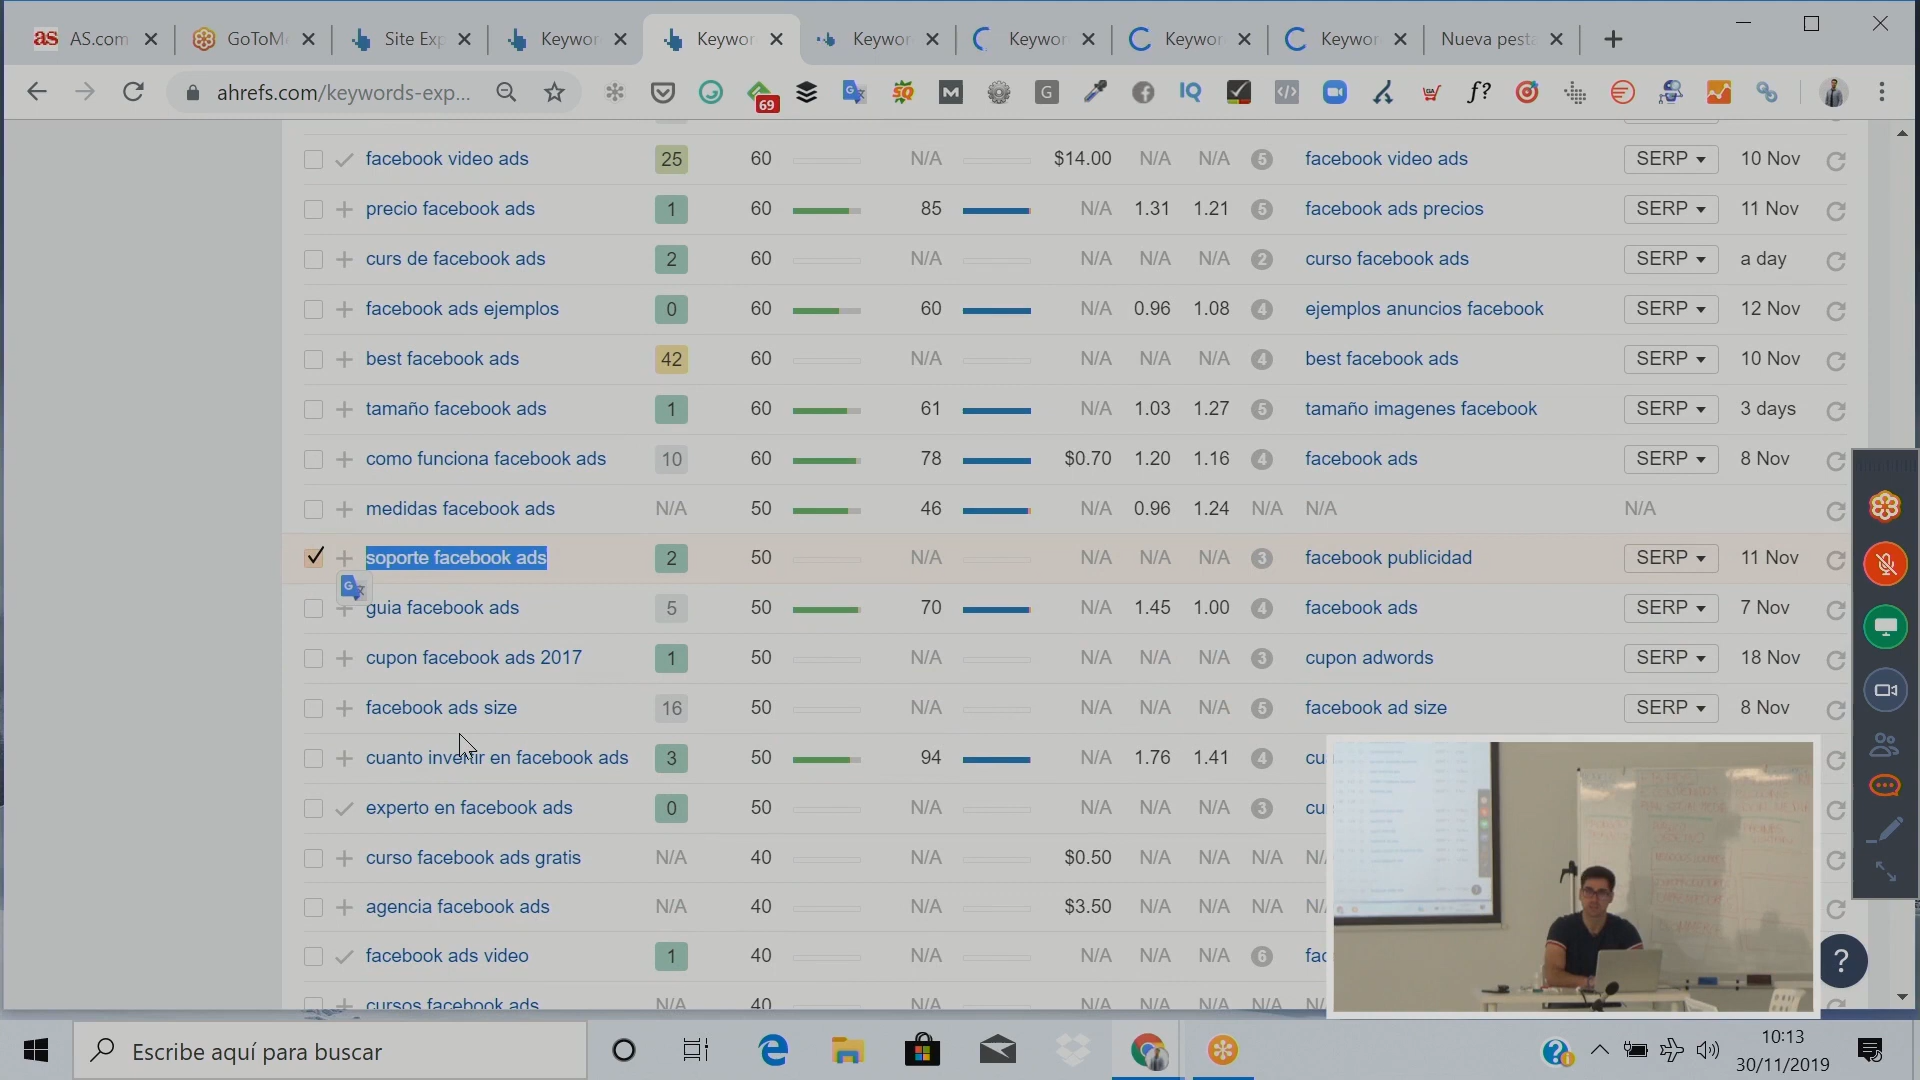 AS.com
GoToMe
Site Exp
Keywor
Keywor
Keywor
Keywor
Keywor
Keywor
Nueva pesta
ahrefs.com/keywords-exp...
69
facebook video ads 25 60 N/A $14.00 N/A N/A 5 facebook video ads SERP 10 Nov
precio facebook ads 1 60 85 N/A 1.31 1.21 5 facebook ads precios SERP 11 Nov
curs de facebook ads 2 60 N/A N/A N/A N/A 2 curso facebook ads SERP a day
facebook ads ejemplos 0 60 60 N/A 0.96 1.08 4 ejemplos anuncios facebook SERP 12 Nov
best facebook ads 42 60 N/A N/A N/A N/A 4 best facebook ads SERP 10 Nov
tamaño facebook ads 1 60 61 N/A 1.03 1.27 5 tamaño imagenes facebook SERP 3 days
como funciona facebook ads 10 60 78 $0.70 1.20 1.16 4 facebook ads SERP 8 Nov
medidas facebook ads N/A 50 46 N/A 0.96 1.24 N/A N/A N/A
soporte facebook ads 2 50 N/A N/A N/A N/A 3 facebook publicidad SERP 11 Nov
guia facebook ads 5 50 70 N/A 1.45 1.00 4 facebook ads SERP 7 Nov
cupon facebook ads 2017 1 50 N/A N/A N/A N/A 3 cupon adwords SERP 18 Nov
facebook ads size 16 50 N/A N/A N/A N/A 5 facebook ad size SERP 8 Nov
cuanto invertir en facebook ads 3 50 94 N/A 1.76 1.41 4 cu
experto en facebook ads 0 50 N/A N/A N/A N/A 3 cu
curso facebook ads gratis N/A 40 N/A $0.50 N/A N/A N/A N/
agencia facebook ads N/A 40 N/A $3.50 N/A N/A N/A N/
facebook ads video 1 40 N/A N/A N/A N/A 6 fac
cursos facebook ads N/A 40 N/A N/A N/A N/A N/A N/
?
Escribe aquí para buscar
10:13
30/11/2019